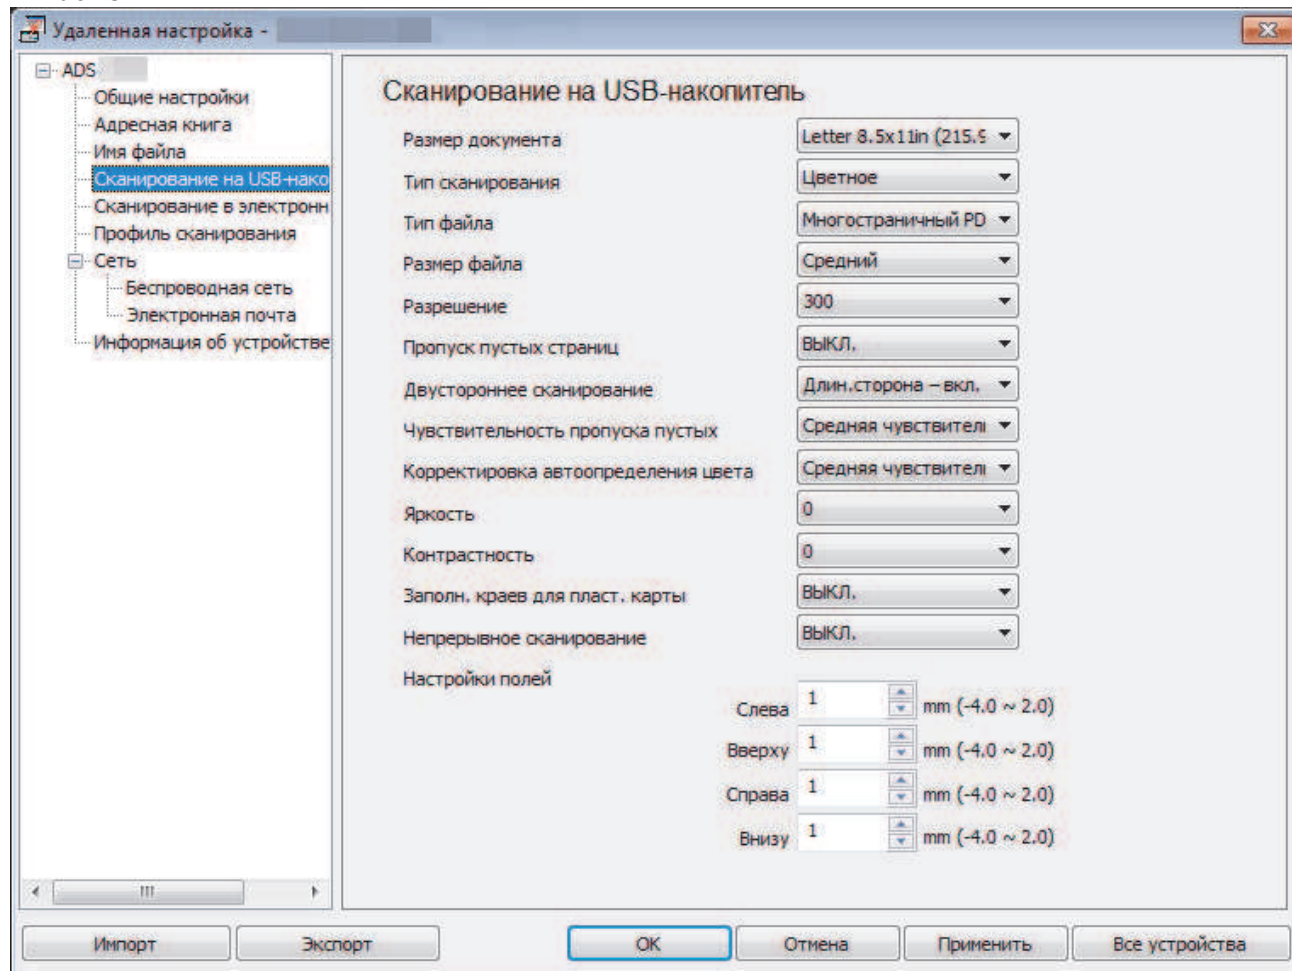 Удаленная настройка -
ADS
Общие настройки
Адресная книга
Имя файла
Сканирование на USB-нако
Сканирование в электронн
Профиль сканирования
Сеть
Беспроводная сеть
Электронная почта
Информация об устройстве
Сканирование на USB-накопитель
Размер документа Letter 8.5x11in (215.9
Тип сканирования Цветное
Тип файла Многостраничный PD
Размер файла Средний
Разрешение 300
Пропуск пустых страниц ВЫКЛ.
Двустороннее сканирование Длин.сторона – вкл.
Чувствительность пропуска пустых Средняя чувствител
Корректировка автоопределения цвета Средняя чувствител
Яркость 0
Контрастность 0
Заполн. краев для пласт. карты ВЫКЛ.
Непрерывное сканирование ВЫКЛ.
Настройки полей
Слева 1 mm (-4.0 ~ 2.0)
Вверху 1 mm (-4.0 ~ 2.0)
Справа 1 mm (-4.0 ~ 2.0)
Внизу 1 mm (-4.0 ~ 2.0)
Импорт Экспорт OK Отмена Применить Все устройства